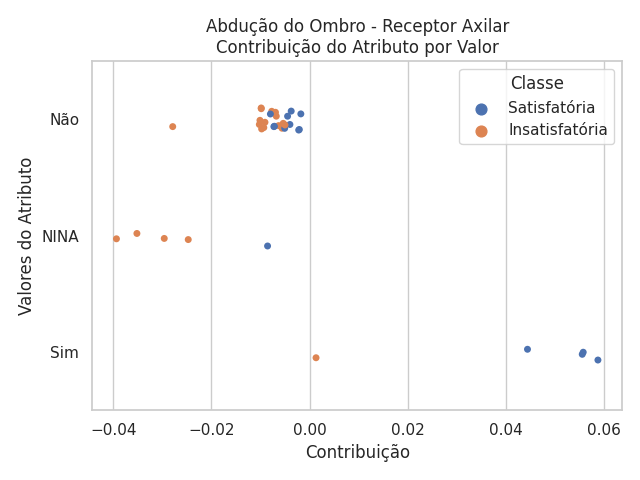 Abdução do Ombro - Receptor Axilar
Contribuição do Atributo por Valor
Classe
Satisfatória
Insatisfatória
Valores do Atributo
Não
NINA
Sim
−0.04
−0.02
0.00
0.02
0.04
0.06
Contribuição